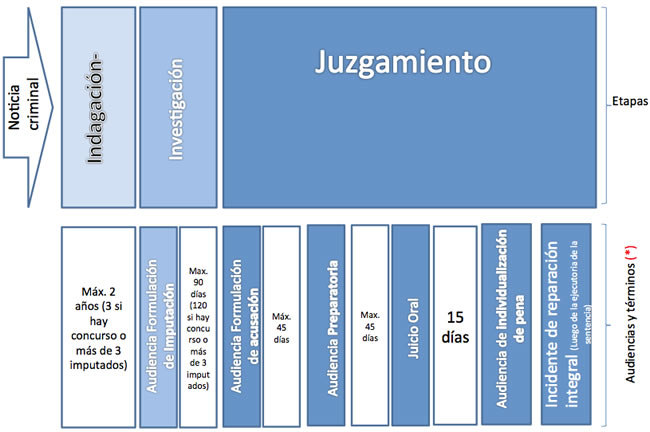 Noticia
criminal
Indagación-
Investigación
Juzgamiento
Etapas
Máx. 2
años (3 si
hay
concurso o
más de 3
imputados)
Audiencia Formulación
de Imputación
Max.
90
días
(120
si hay
concu
rso o
más
de 3
imput
ados)
Audiencia Formulación
de acusación
Máx.
45
días
Audiencia Preparatoria
Max.
45
días
Juicio Oral
15
días
Audiencia de individualización
de pena
Incidente de reparación
integral (Luego de la ejecutoria de la
sentencia)
Audiencias y términos (*)